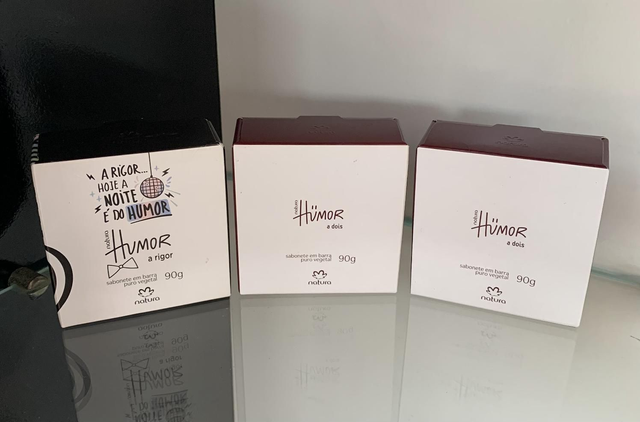 A RIGOR...
HOJE A
NOITE
É DO HUMOR
natura
HUMOR
a rigor
sabonete em barra
puro vegetal 90g
natura
natura
HÜMOR
a dois
sabonete em barra
puro vegetal 90g
natura
natura
HÜMOR
a dois
sabonete em barra
puro vegetal 90g
natura